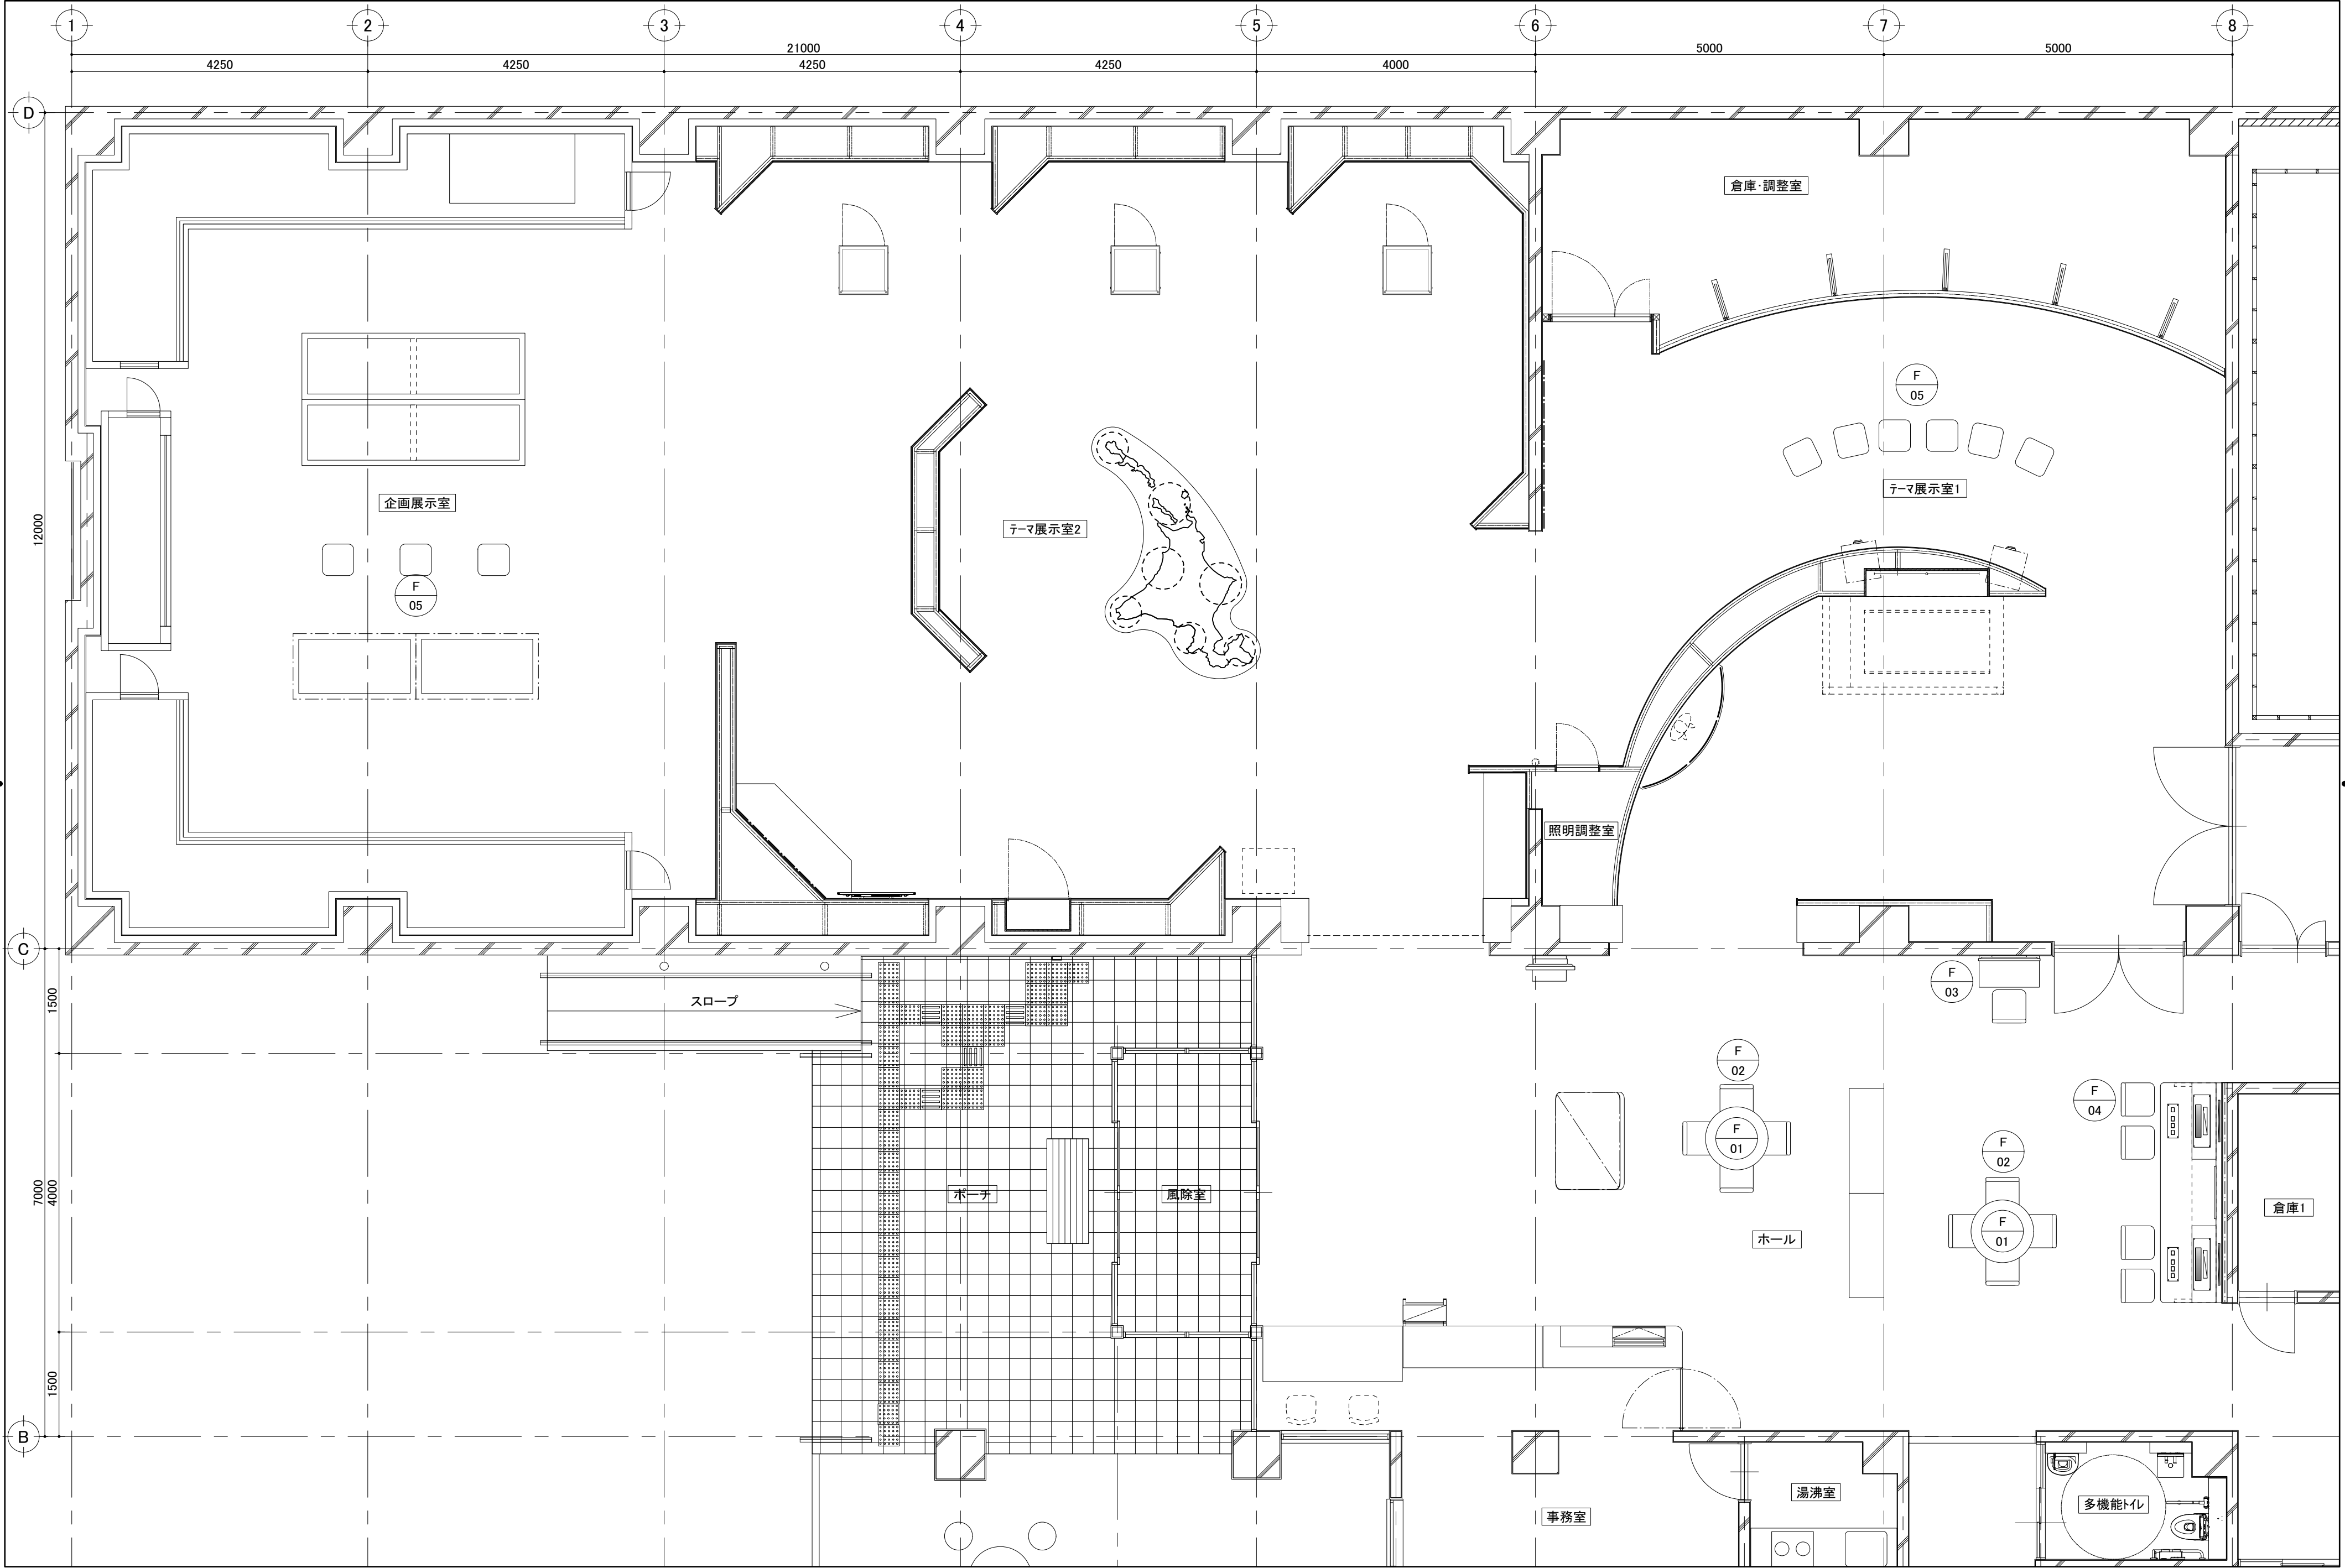 1 2 3 4 5 6 7 8
21000 5000 5000
4250 4250 4250 4250 4000
D
倉庫・調整室
F
05
企画展示室
テーマ展示室1
テーマ展示室2
12000
F
05
照明調整室
C
スロープ
F
03
1500
F
02
F
04
F
01
F
02
7000
4000
ポーチ
風除室
倉庫1
ホール
F
01
1500
B
湯沸室
多機能トイレ
事務室